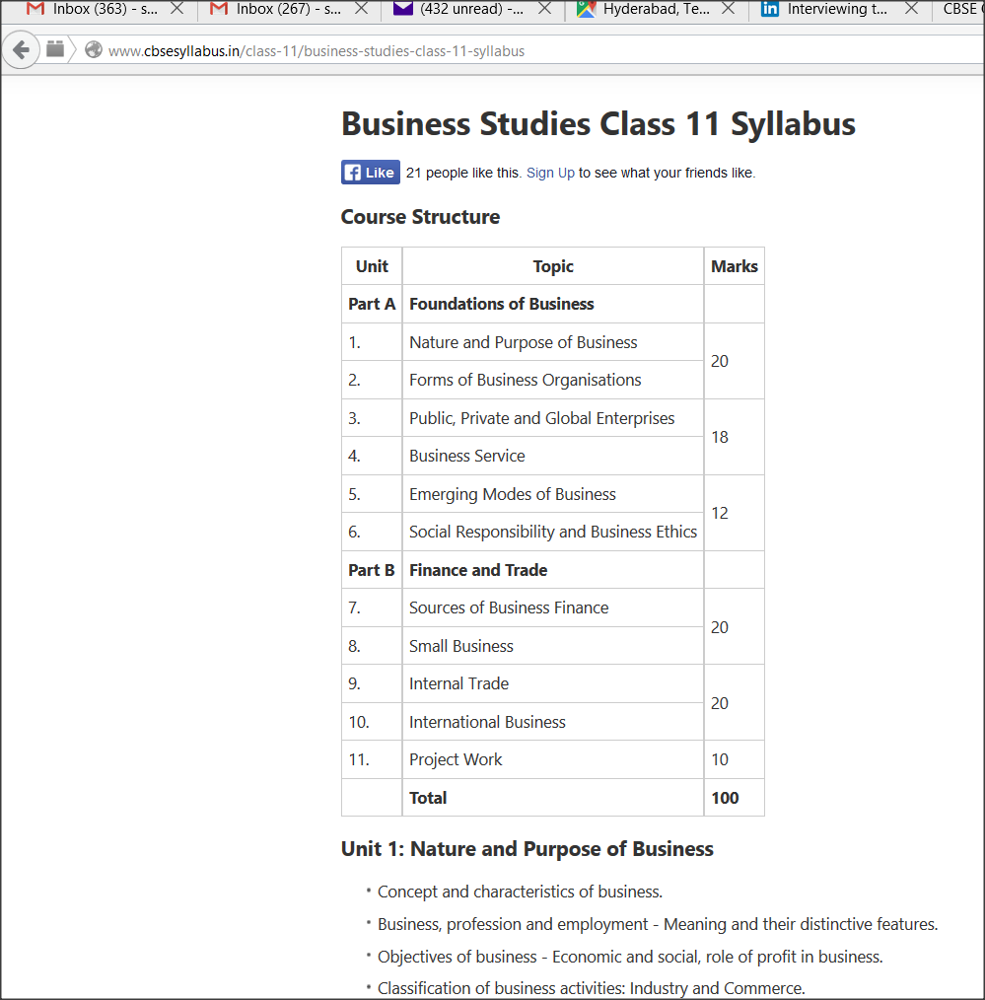 Inbox (363) - s... Inbox (267) - s... (432 unread) -... Hyderabad, Te... Interviewing t... CBSE
www.cbsesyllabus.in/class-11/business-studies-class-11-syllabus
Business Studies Class 11 Syllabus
Like 21 people like this. Sign Up to see what your friends like.
Course Structure
Unit Topic Marks
Part A Foundations of Business
1. Nature and Purpose of Business
20
2. Forms of Business Organisations
3. Public, Private and Global Enterprises
18
4. Business Service
5. Emerging Modes of Business
12
6. Social Responsibility and Business Ethics
Part B Finance and Trade
7. Sources of Business Finance
20
8. Small Business
9. Internal Trade
20
10. International Business
11. Project Work 10
Total 100
Unit 1: Nature and Purpose of Business
• Concept and characteristics of business.
• Business, profession and employment - Meaning and their distinctive features.
• Objectives of business - Economic and social, role of profit in business.
• Classification of business activities: Industry and Commerce.